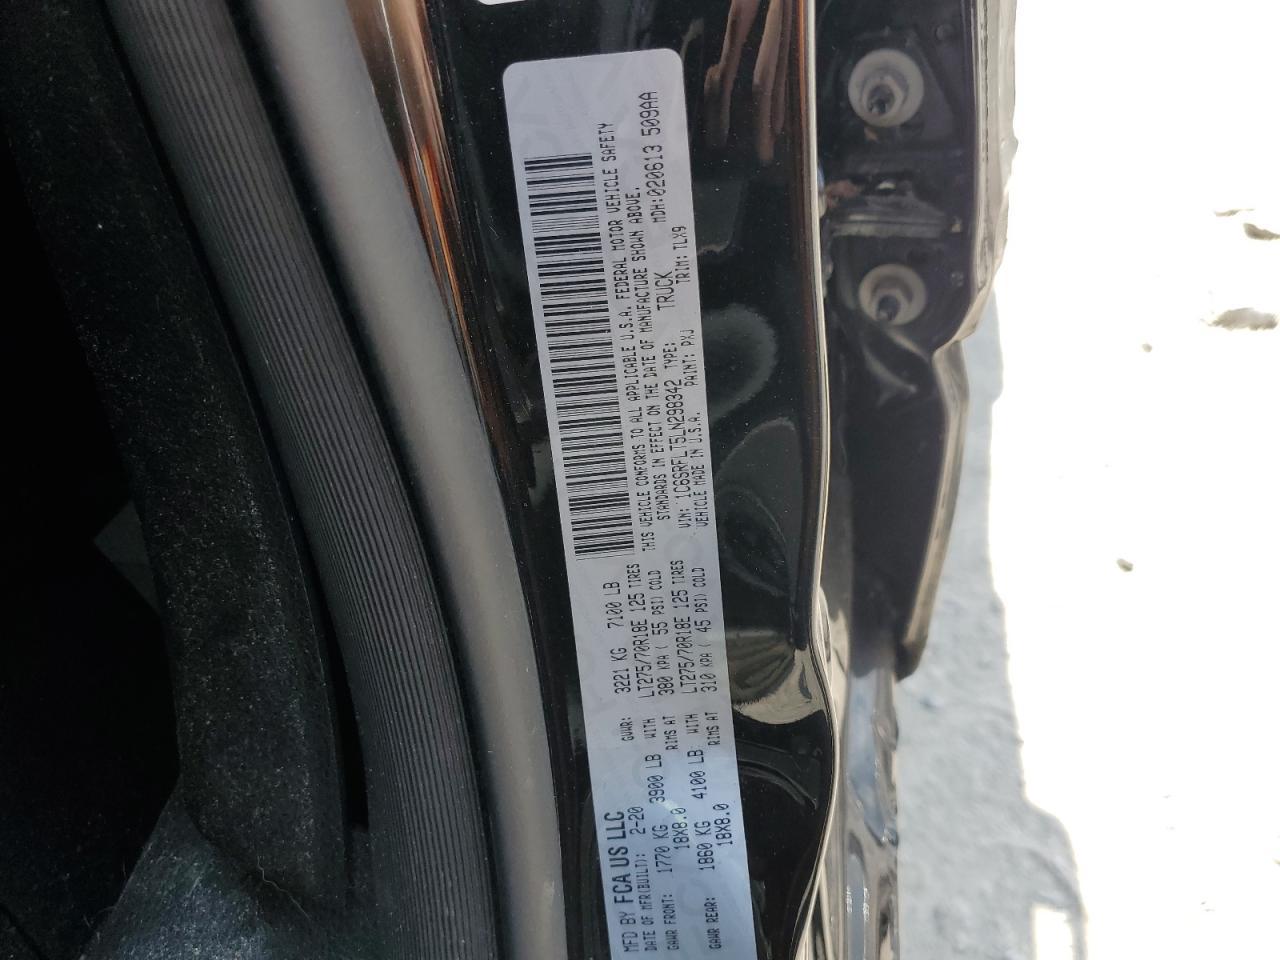 MFD BY FCA US LLC
DATE OF MFR(BUILT): 2-20 GVWR: 3221 KG 7100 LB
GAWR FRONT: 1770 KG 3900 LB WITH LT275/70R18E 125 TIRES
18X8.0 RIMS AT 380 KPA ( 55 PSI) COLD
GAWR REAR: 1860 KG 4100 LB WITH LT275/70R18E 125 TIRES
18X8.0 RIMS AT 310 KPA ( 45 PSI) COLD
THIS VEHICLE CONFORMS TO ALL APPLICABLE U.S.A. FEDERAL MOTOR VEHICLE SAFETY
STANDARDS IN EFFECT ON THE DATE OF MANUFACTURE SHOWN ABOVE.
VIN: 1C6SRFLT5LN298342 TYPE: TRUCK MDH:020613 509AA
VEHICLE MADE IN U.S.A. PAINT: PXJ TRIM: TLX9